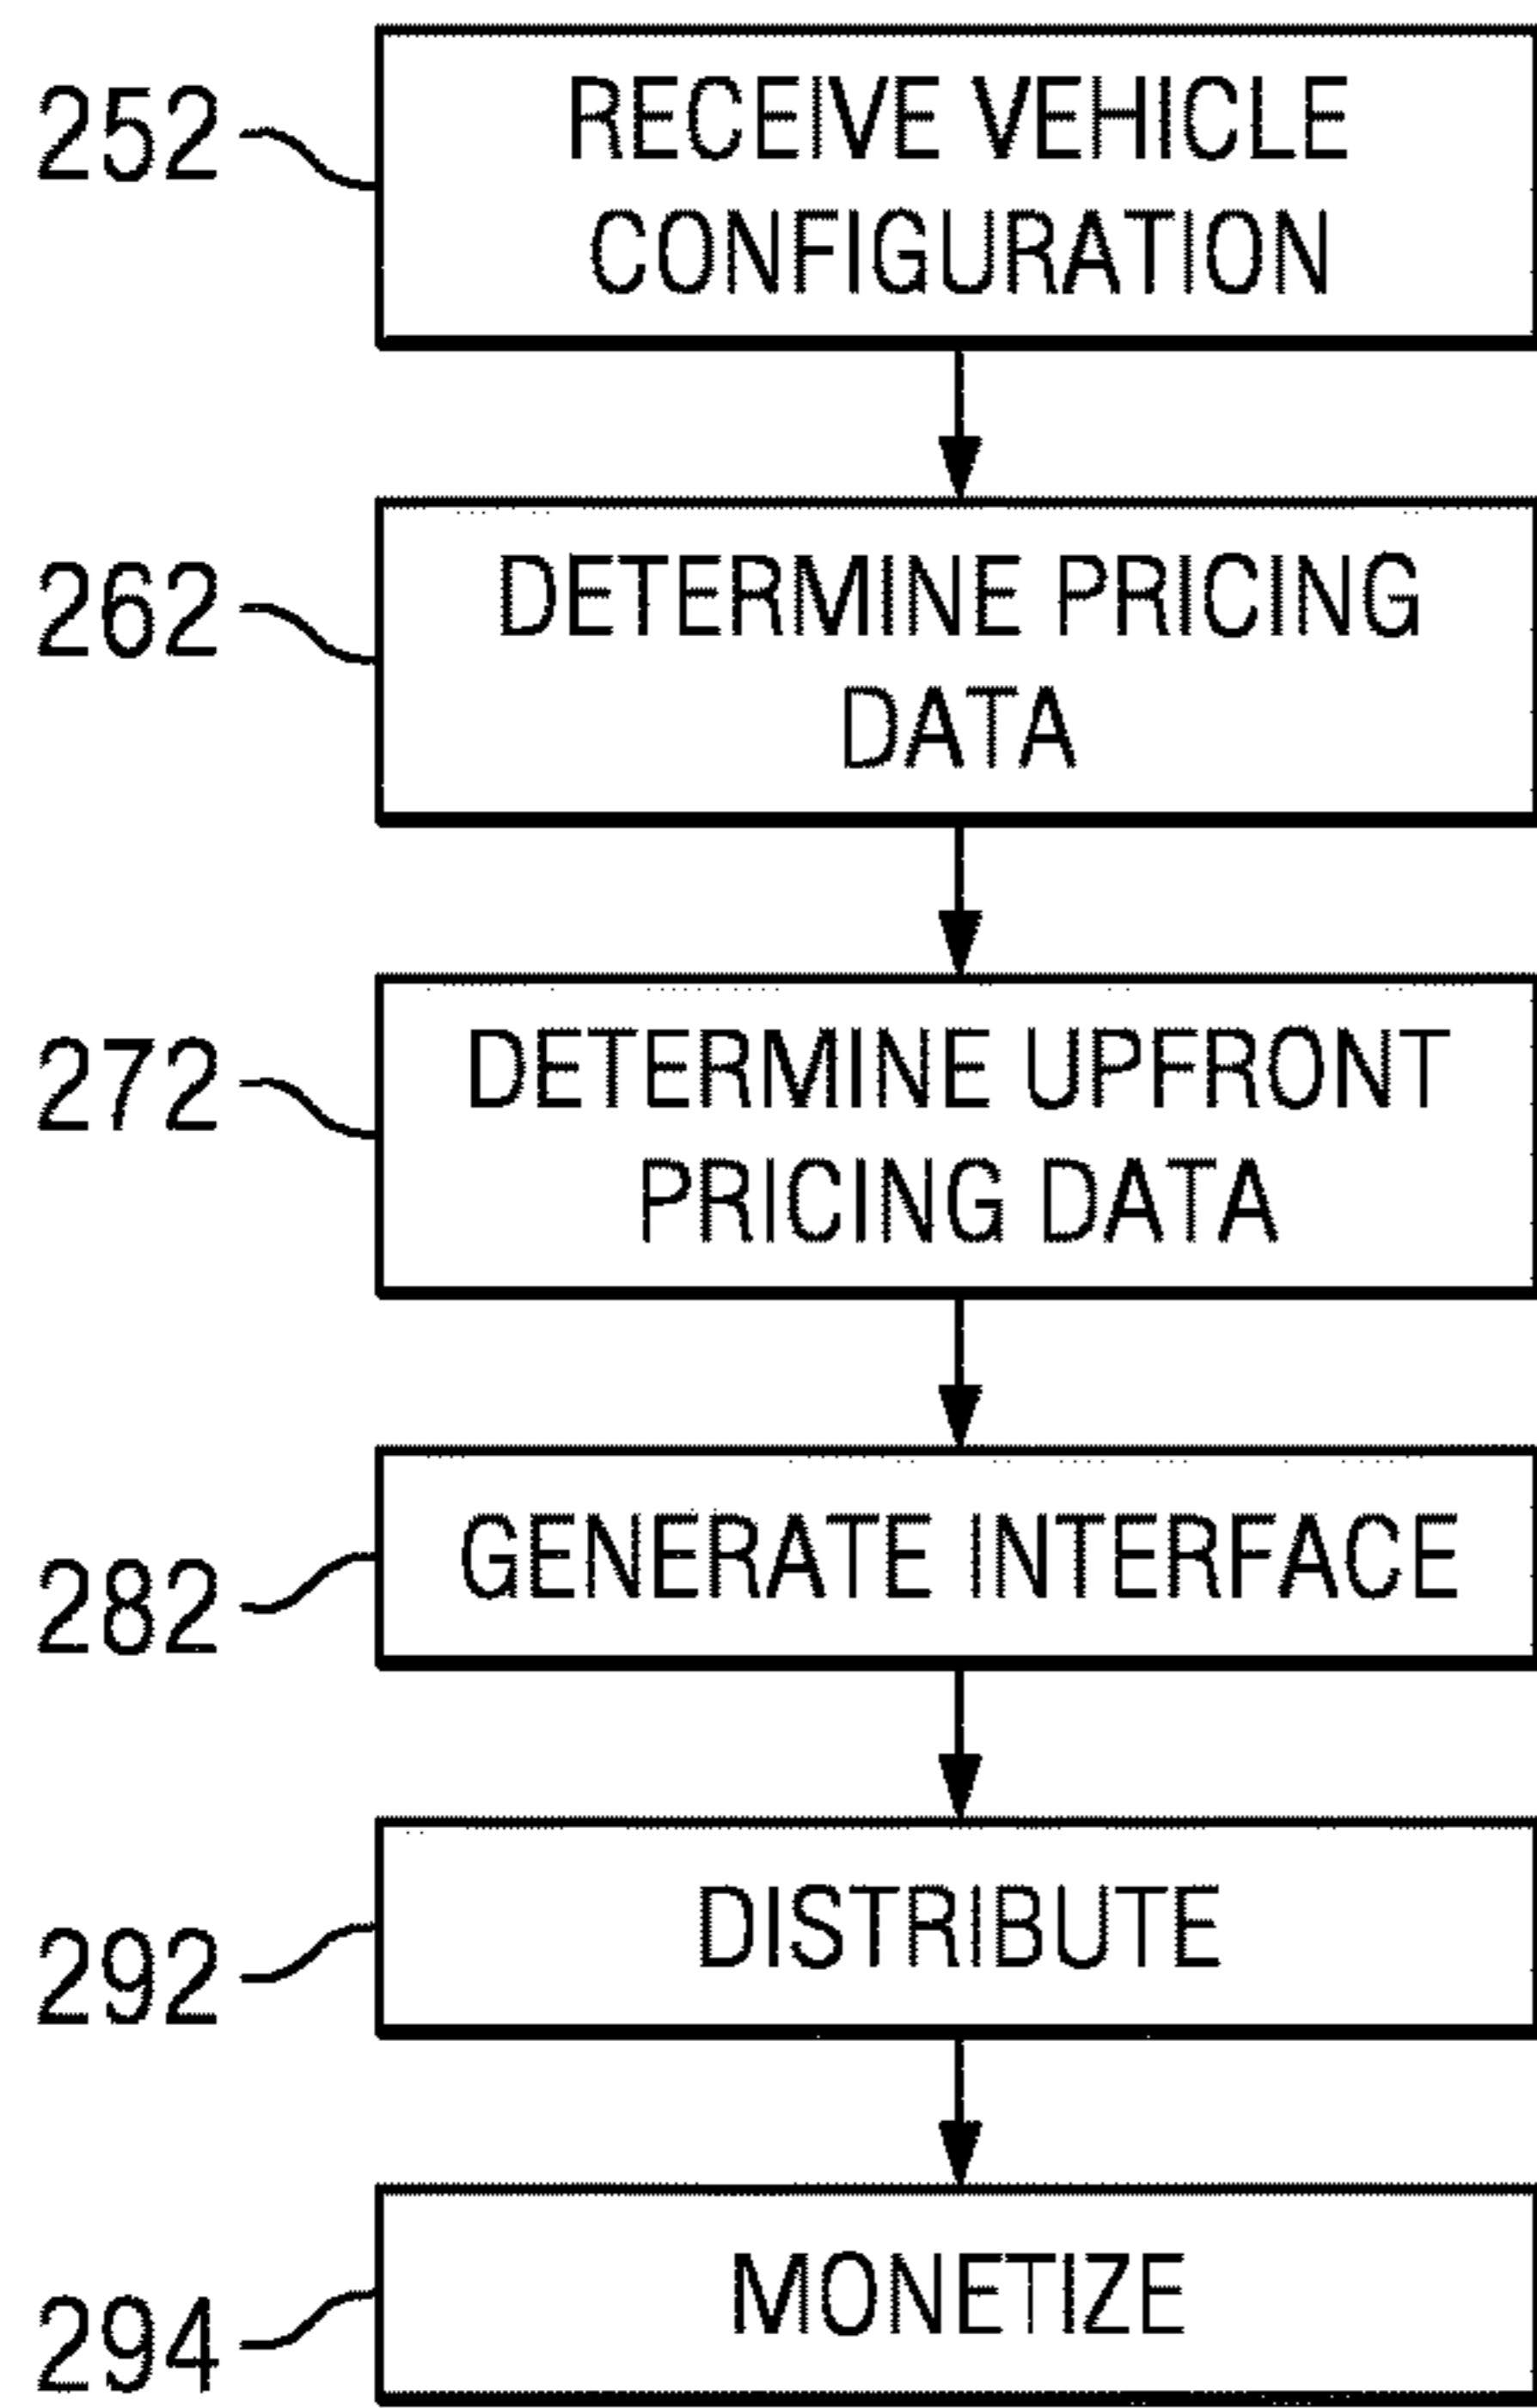 252
RECEIVE VEHICLE
CONFIGURATION
262
DETERMINE PRICING
DATA
272
DETERMINE UPFRONT
PRICING DATA
282
GENERATE INTERFACE
292
DISTRIBUTE
294
MONETIZE